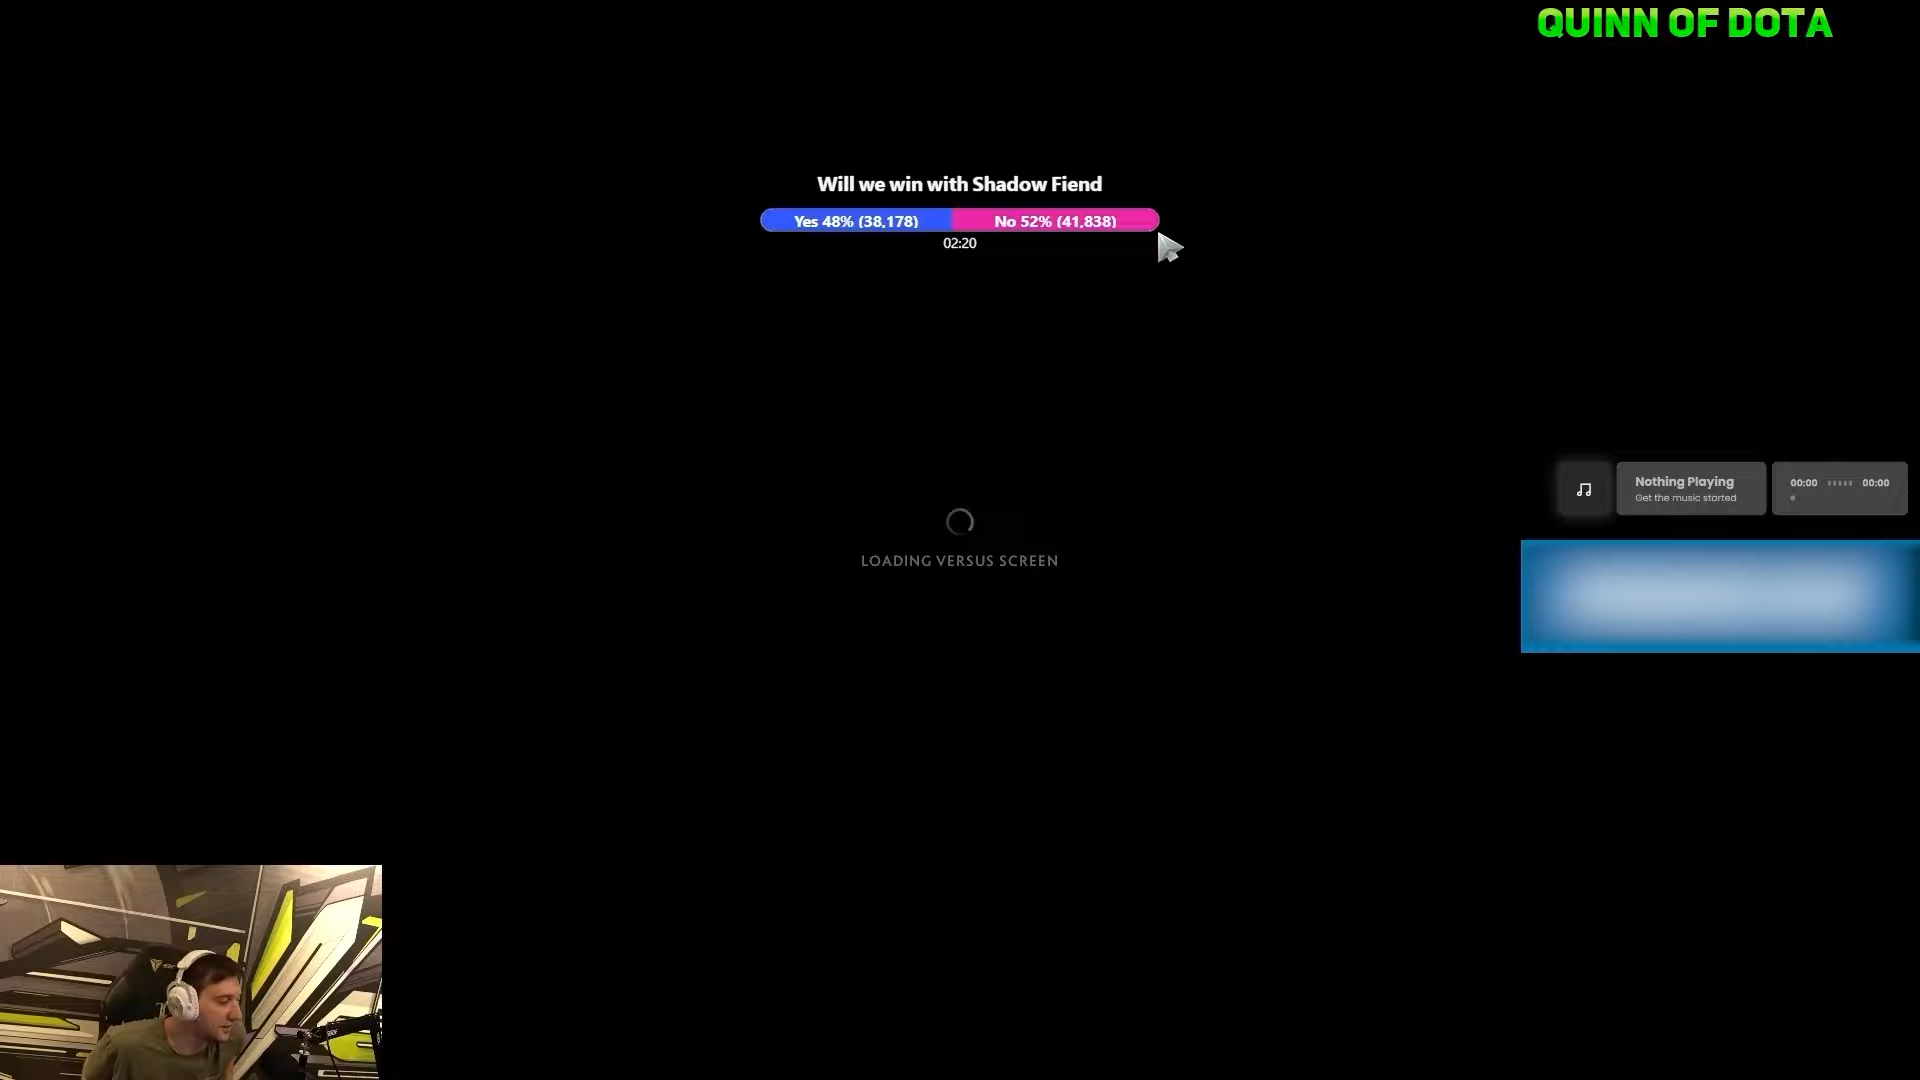 QUINN OF DOTA
Will we win with Shadow Fiend
Yes 48% (38,178) No 52% (41,838)
02:20
Nothing Playing
Get the music started
00:00 00:00
LOADING VERSUS SCREEN